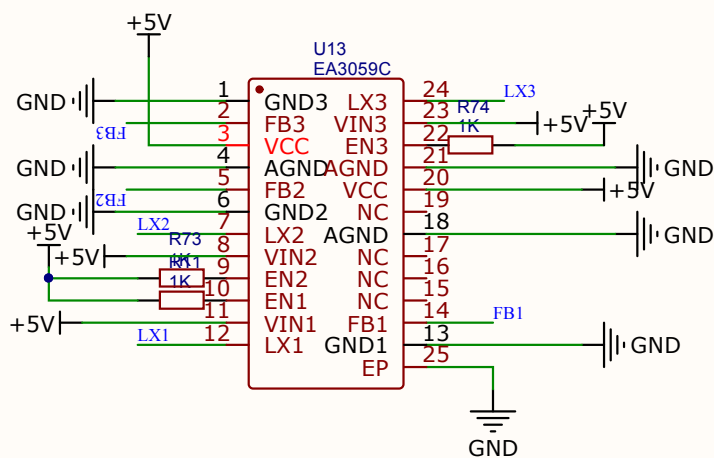 +5V
U13
EA3059C
GND 1 GND3 LX3 24 LX3
FB3 2 FB3 VIN3 23 +5V
R74
1K
3 VCC EN3 22 +5V
GND 4 AGND AGND 21 GND
FB2 5 FB2 VCC 20 +5V
GND 6 GND2 NC 19
LX2 7 LX2 AGND 18 GND
+5V
R73
1K
+5V 8 VIN2 NC 17
9 EN2 NC 16
1K
10 EN1 NC 15
+5V 11 VIN1 FB1 14 FB1
LX1 12 LX1 GND1 13 GND
EP 25
GND